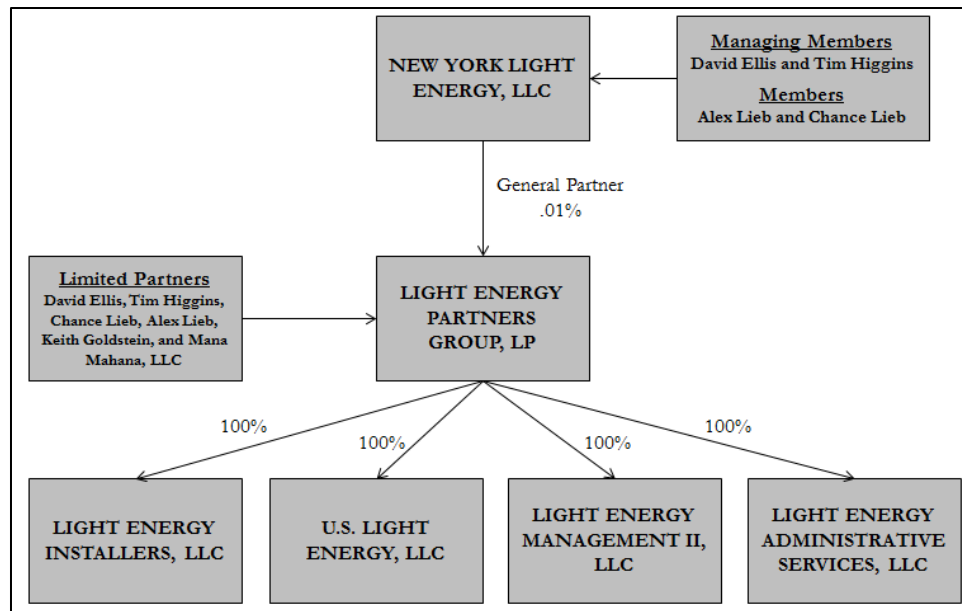 NEW YORK LIGHT
ENERGY, LLC
Managing Members
David Ellis and Tim Higgins
Members
Alex Lieb and Chance Lieb
General Partner
.01%
Limited Partners
David Ellis, Tim Higgins,
Chance Lieb, Alex Lieb,
Keith Goldstein, and Mana
Mahana, LLC
LIGHT ENERGY
PARTNERS
GROUP, LP
100%
100%
100%
100%
LIGHT ENERGY
INSTALLERS, LLC
U.S. LIGHT
ENERGY, LLC
LIGHT ENERGY
MANAGEMENT II,
LLC
LIGHT ENERGY
ADMINISTRATIVE
SERVICES, LLC